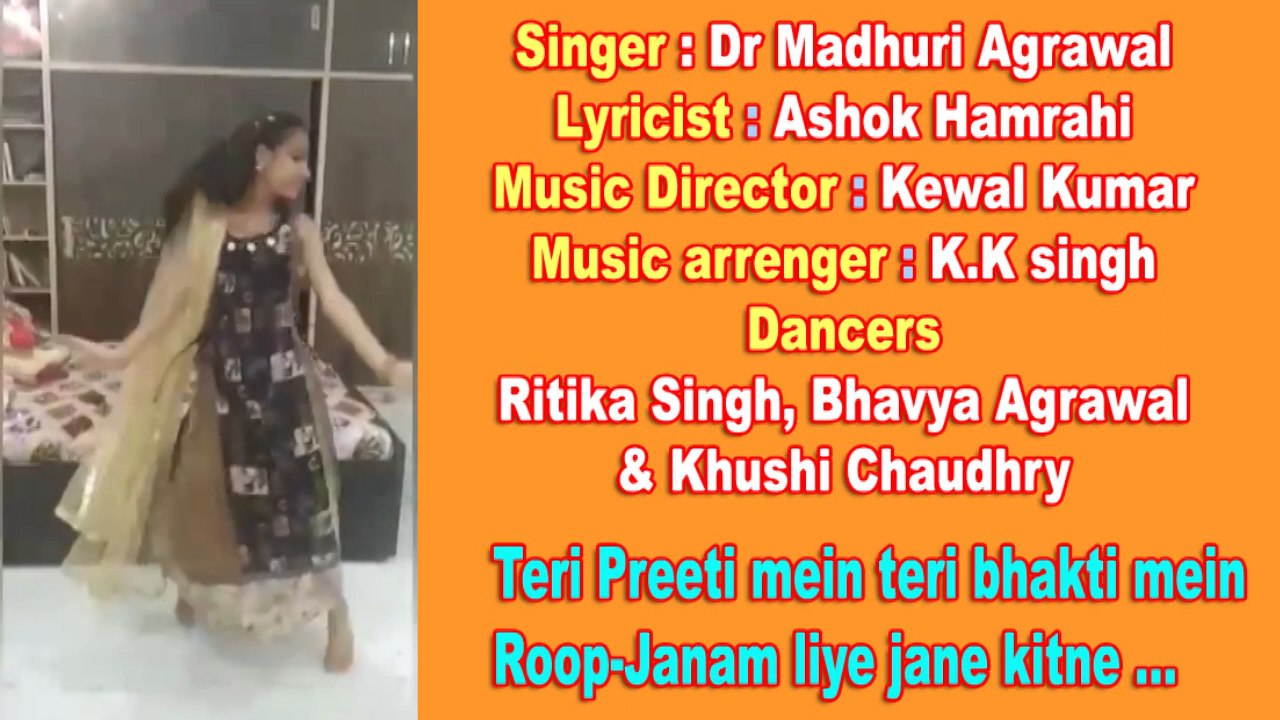 Singer : Dr Madhuri Agrawal
Lyricist : Ashok Hamrahi
Music Director : Kewal Kumar
Music arrenger : K.K singh
Dancers
Ritika Singh, Bhavya Agrawal
& Khushi Chaudhry
Teri Preeti mein teri bhakti mein
Roop-Janam liye jane kitne ...